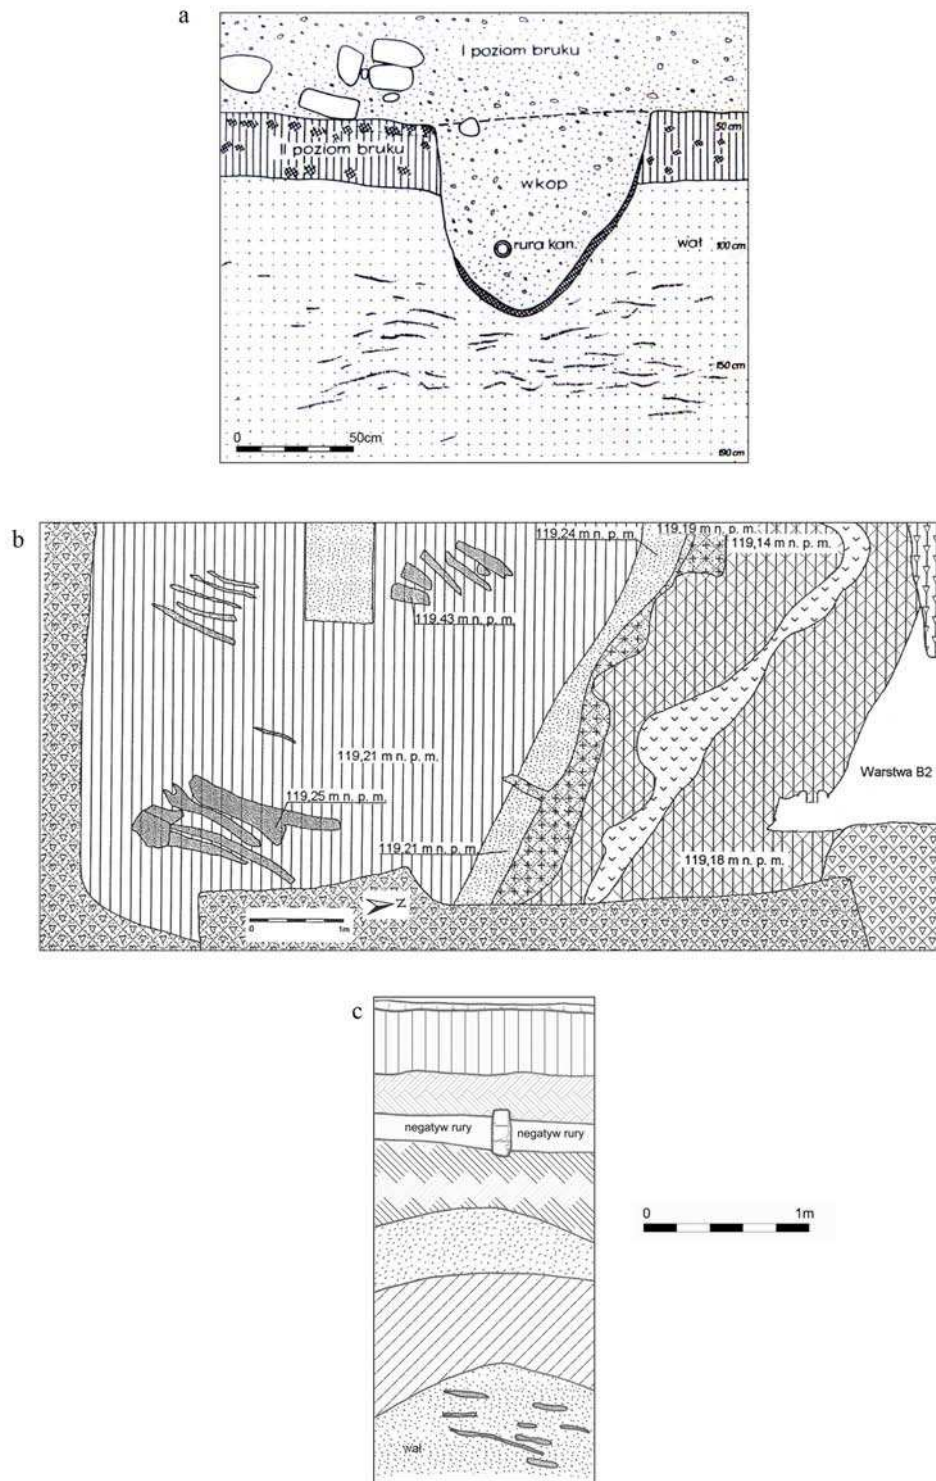 a
I poziom bruku
50 cm
II poziom bruku
wkop
rura kan.
wał
100 cm
150 cm
0 50cm
190 cm
b
119,24 m n. p. m.
119,19 m n. p. m.
119,14 m n. p. m.
119,43 m n. p. m.
119,21 m n. p. m.
Warstwa B2
119,25 m n. p. m.
119,21 m n. p. m.
119,18 m n. p. m.
N
0 1m
c
negatyw rury
negatyw rury
0 1m
wał